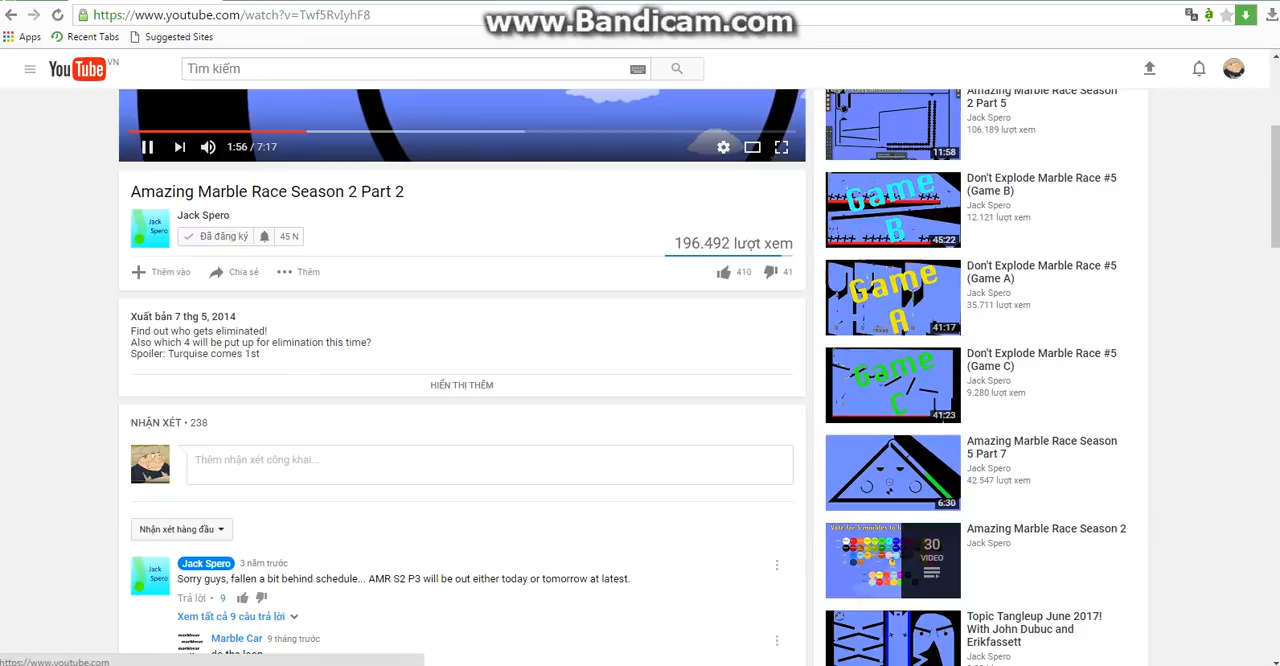 https://www.youtube.com/watch?v=Twf5RvIyhF8
www.Bandicam.com
Apps
Recent Tabs
Suggested Sites
YouTube VN
Tìm kiếm
1:56 / 7:17
Amazing Marble Race Season 2 Part 2
Jack Spero
Jack Spero
Đã đăng ký
45 N
196.492 lượt xem
Thêm vào
Chia sẻ
Thêm
410
41
Xuất bản 7 thg 5, 2014
Find out who gets eliminated!
Also which 4 will be put up for elimination this time?
Spoiler: Turquise comes 1st
HIỂN THỊ THÊM
NHẬN XÉT • 238
Thêm nhận xét công khai...
Nhận xét hàng đầu
Jack Spero
Jack Spero 3 năm trước
Sorry guys, fallen a bit behind schedule... AMR S2 P3 will be out either today or tomorrow at latest.
Trả lời • 9
Xem tất cả 9 câu trả lời
Marble Car 9 tháng trước
do the loop
https://www.youtube.com
Amazing Marble Race Season
2 Part 5
Jack Spero
106.189 lượt xem
11:58
Game
B
45:22
Don't Explode Marble Race #5
(Game B)
Jack Spero
12.121 lượt xem
Game
A
41:17
Don't Explode Marble Race #5
(Game A)
Jack Spero
35.711 lượt xem
Game
C
41:23
Don't Explode Marble Race #5
(Game C)
Jack Spero
9.280 lượt xem
6:30
Amazing Marble Race Season
5 Part 7
Jack Spero
42.547 lượt xem
30
VIDEO
Amazing Marble Race Season 2
Jack Spero
Topic Tangleup June 2017!
With John Dubuc and
Erikfassett
Jack Spero